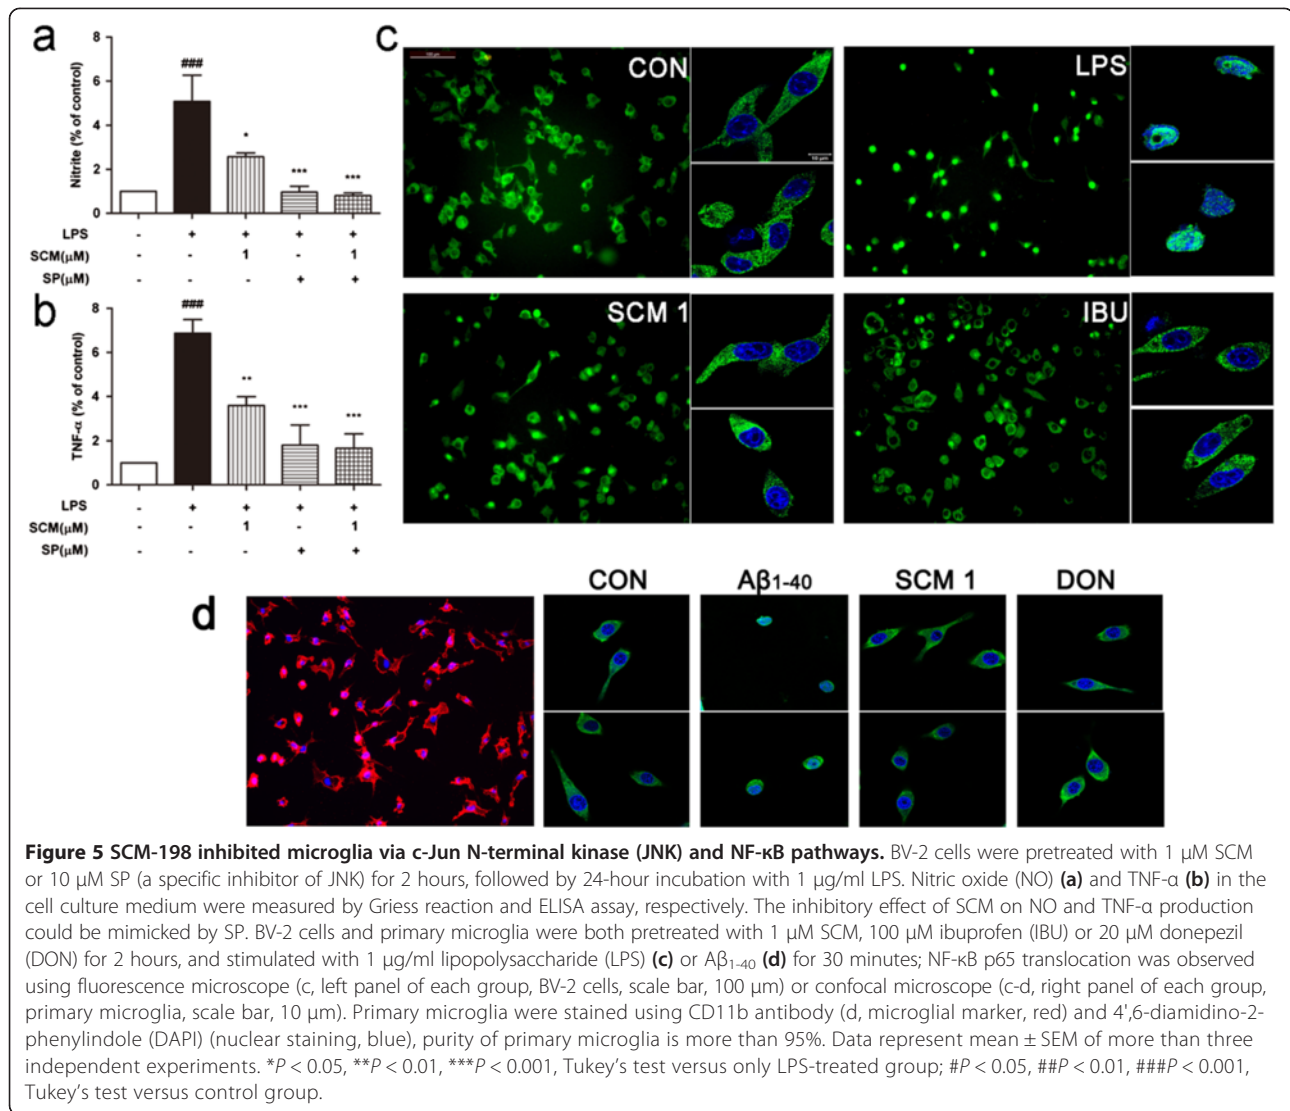 a
8
6
4
2
0
Nitrite (% of control)
###
*
***
***
LPS - + + + +
SCM(μM) - - 1 - 1
SP(μM) - - - + +
b
8
6
4
2
0
TNF-α (% of control)
###
**
***
***
LPS - + + + +
SCM(μM) - - 1 - 1
SP(μM) - - - + +
c
100 μm
CON
10 μm
LPS
SCM 1
IBU
d
CON
Aβ1-40
SCM 1
DON
Figure 5 SCM-198 inhibited microglia via c-Jun N-terminal kinase (JNK) and NF-κB pathways. BV-2 cells were pretreated with 1 μM SCM
or 10 μM SP (a specific inhibitor of JNK) for 2 hours, followed by 24-hour incubation with 1 μg/ml LPS. Nitric oxide (NO) (a) and TNF-α (b) in the
cell culture medium were measured by Griess reaction and ELISA assay, respectively. The inhibitory effect of SCM on NO and TNF-α production
could be mimicked by SP. BV-2 cells and primary microglia were both pretreated with 1 μM SCM, 100 μM ibuprofen (IBU) or 20 μM donepezil
(DON) for 2 hours, and stimulated with 1 μg/ml lipopolysaccharide (LPS) (c) or Aβ1-40 (d) for 30 minutes; NF-κB p65 translocation was observed
using fluorescence microscope (c, left panel of each group, BV-2 cells, scale bar, 100 μm) or confocal microscope (c-d, right panel of each group,
primary microglia, scale bar, 10 μm). Primary microglia were stained using CD11b antibody (d, microglial marker, red) and 4',6-diamidino-2-
phenylindole (DAPI) (nuclear staining, blue), purity of primary microglia is more than 95%. Data represent mean ± SEM of more than three
independent experiments. *P < 0.05, **P < 0.01, ***P < 0.001, Tukey's test versus only LPS-treated group; #P < 0.05, ##P < 0.01, ###P < 0.001,
Tukey's test versus control group.